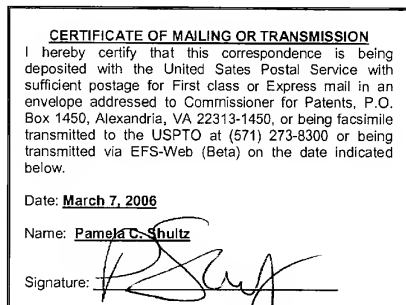 CERTIFICATE OF MAILING OR TRANSMISSION
I hereby certify that this correspondence is being
deposited with the United Sates Postal Service with
sufficient postage for First class or Express mail in an
envelope addressed to Commissioner for Patents, P.O.
Box 1450, Alexandria, VA 22313-1450, or being facsimile
transmitted to the USPTO at (571) 273-8300 or being
transmitted via EFS-Web (Beta) on the date indicated
below.
Date: March 7, 2006
Name: Pamela C. Shultz
Signature: